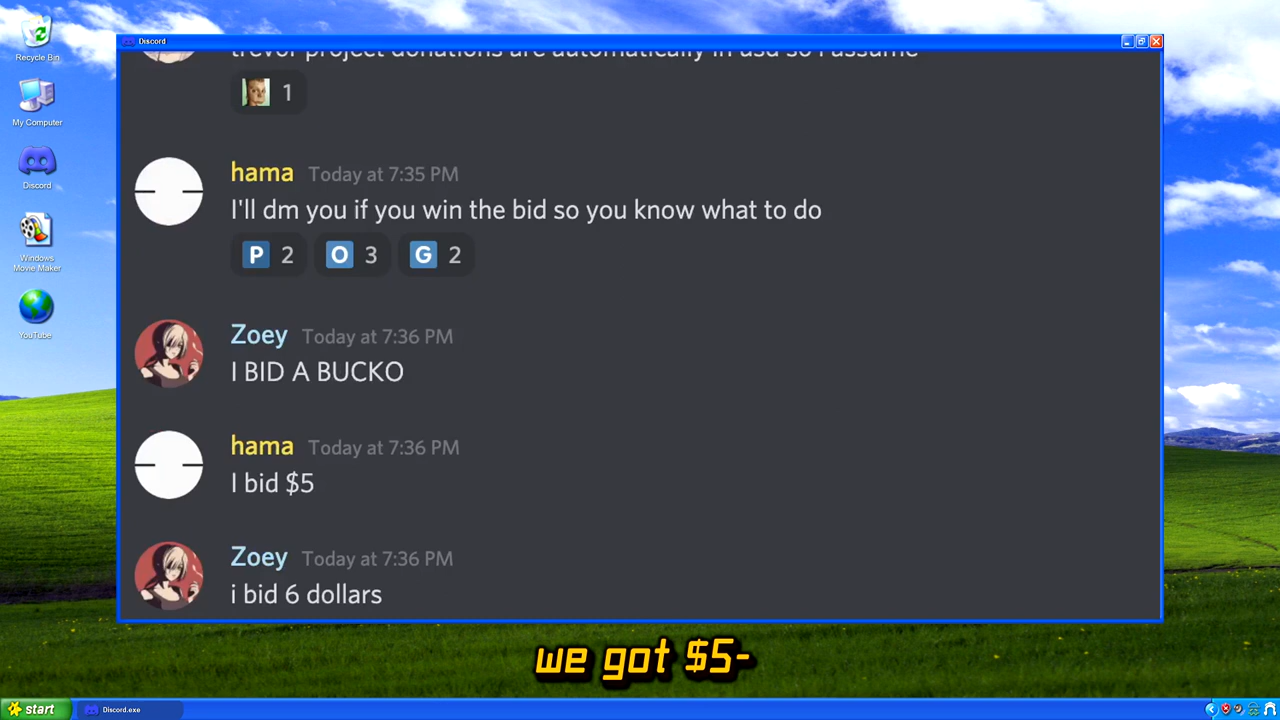 Discord
Recycle Bin
My Computer
Discord
Windows
Movie Maker
YouTube
trevor project donations are automatically in usd so i assume
1
hama Today at 7:35 PM
I'll dm you if you win the bid so you know what to do
P 2 O 3 G 2
Zoey Today at 7:36 PM
I BID A BUCKO
hama Today at 7:36 PM
I bid $5
Zoey Today at 7:36 PM
i bid 6 dollars
we got $5-
start
Discord.exe